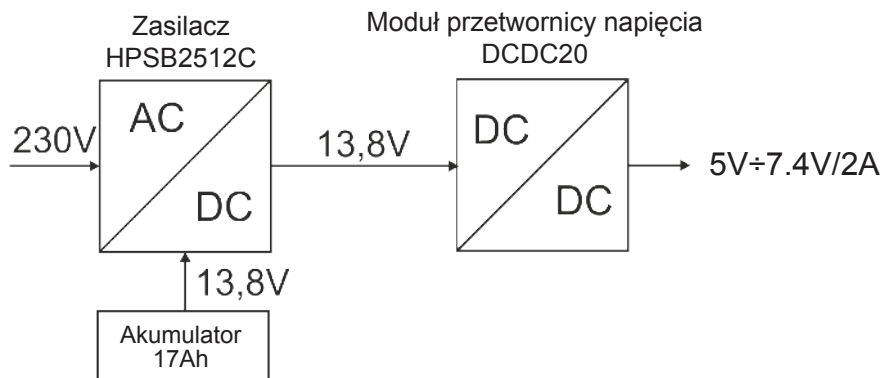 Zasilacz
HPSB2512C
Moduł przetwornicy napięcia
DCDC20
230V
AC
DC
13,8V
DC
DC
5V÷7.4V/2A
13,8V
Akumulator
17Ah